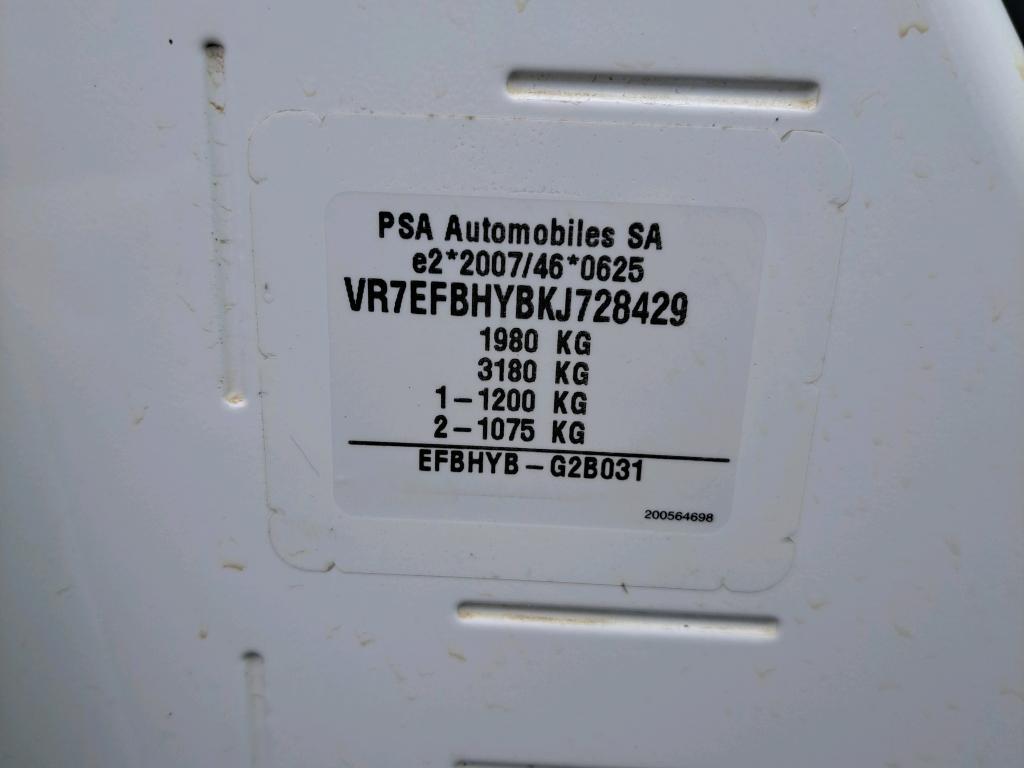 PSA Automobiles SA
e2*2007/46*0625
VR7EFBHYBKJ728429
1980 KG
3180 KG
1-1200 KG
2-1075 KG
EFBHYB-G2B031
200564698